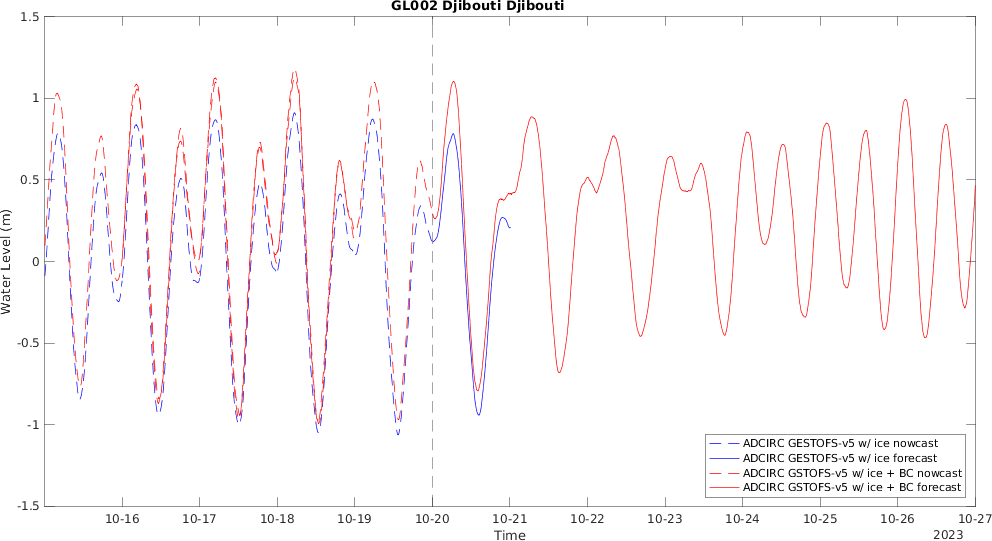 GL002 Djibouti Djibouti
1.5
1
0.5
0
-0.5
-1
-1.5
Water Level (m)
10-16 10-17 10-18 10-19 10-20 10-21 10-22 10-23 10-24 10-25 10-26 10-27
Time
2023
ADCIRC GESTOFS-v5 w/ ice nowcast
ADCIRC GESTOFS-v5 w/ ice forecast
ADCIRC GSTOFS-v5 w/ ice + BC nowcast
ADCIRC GSTOFS-v5 w/ ice + BC forecast